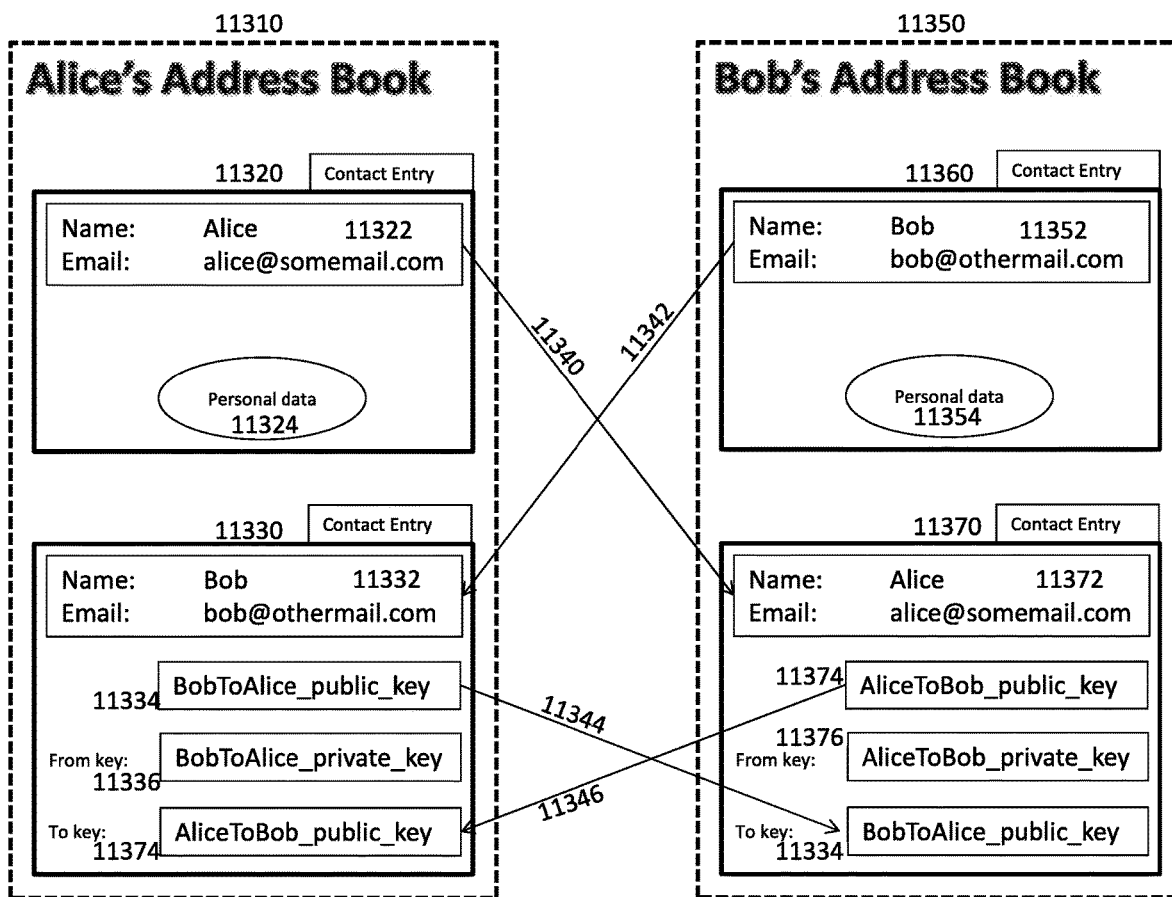 11310
Alice's Address Book
11320 Contact Entry
Name: Alice 11322
Email: alice@somemail.com
Personal data
11324
11330 Contact Entry
Name: Bob 11332
Email: bob@othermail.com
11334 BobToAlice_public_key
From key: BobToAlice_private_key
11336
To key: AliceToBob_public_key
11374
11340
11342
11344
11346
11350
Bob's Address Book
11360 Contact Entry
Name: Bob 11352
Email: bob@othermail.com
Personal data
11354
11370 Contact Entry
Name: Alice 11372
Email: alice@somemail.com
11374 AliceToBob_public_key
11376
From key: AliceToBob_private_key
To key: BobToAlice_public_key
11334